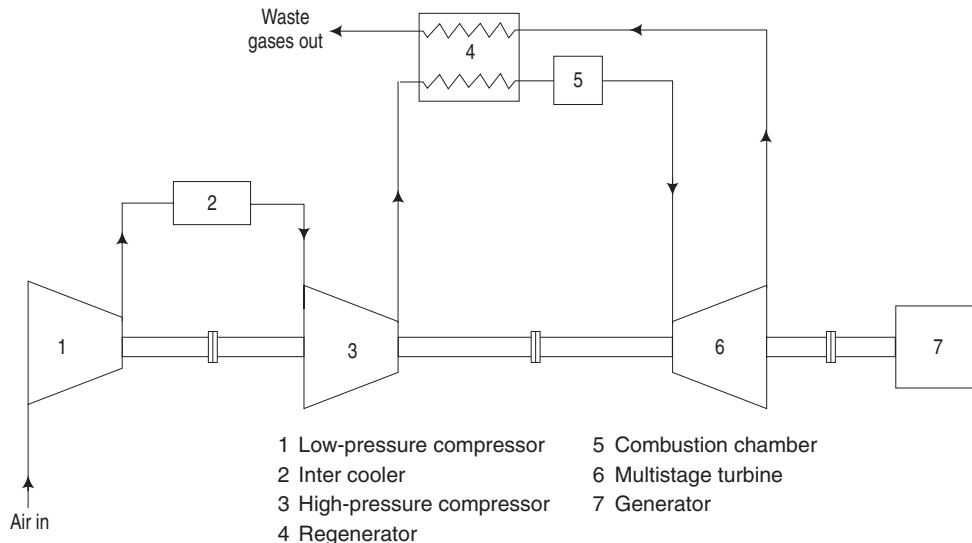 Waste
gases out
4
5
2
1
3
6
7
1 Low-pressure compressor
2 Inter cooler
3 High-pressure compressor
4 Regenerator
5 Combustion chamber
6 Multistage turbine
7 Generator
Air in